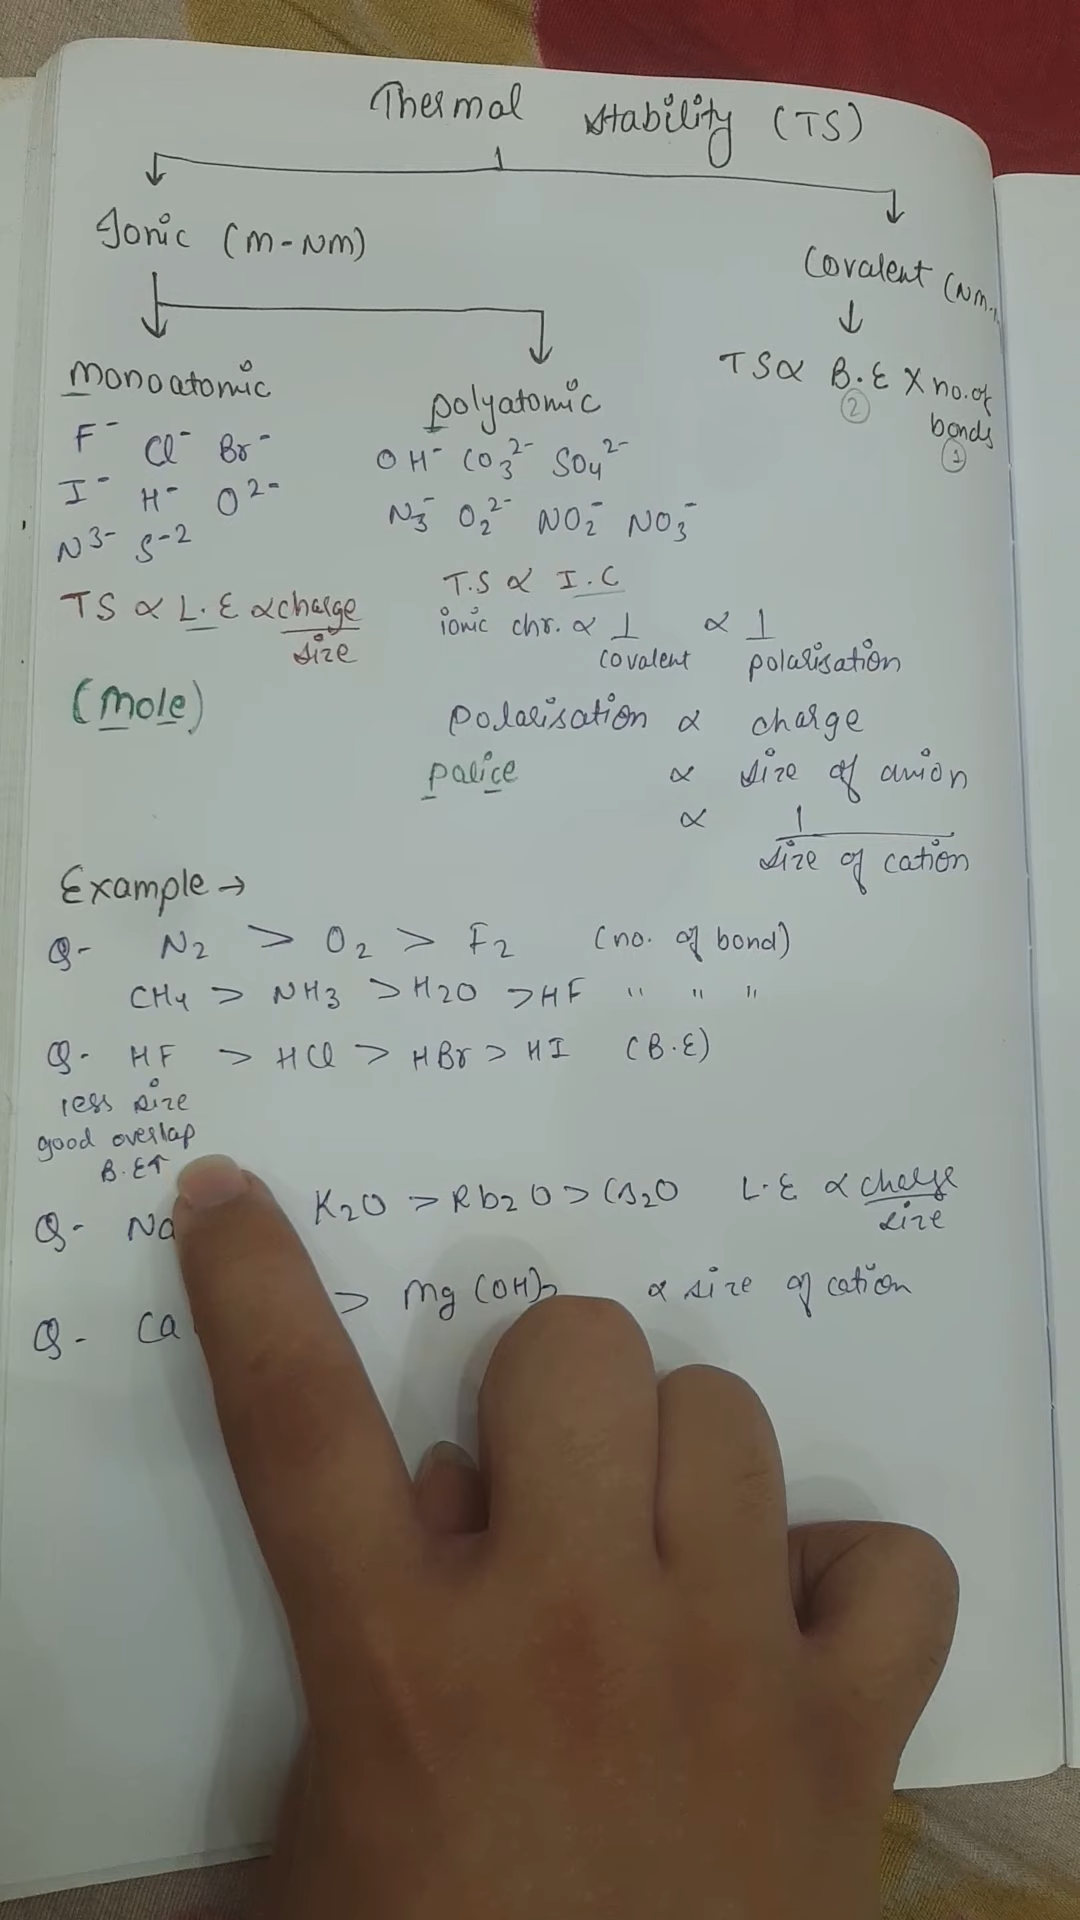 Thermal stability (TS)
Ionic (M-NM)
Covalent (NM-
monoatomic
F⁻ Cl⁻ Br⁻
I⁻ H⁻ O²⁻
N³⁻ S⁻²
TS ∝ L.E ∝ charge/size
(Mole)
polyatomic
OH⁻ CO₃²⁻ SO₄²⁻
N₃⁻ O₂²⁻ NO₂⁻ NO₃⁻
T.S ∝ I.C
ionic chr. ∝ 1/covalent ∝ 1/polarisation
polarisation ∝ charge
palice ∝ size of anion
∝ 1/size of cation
TS ∝ B.E × no. of
bonds
2
1
Example →
Q- N₂ > O₂ > F₂ (no. of bond)
CH₄ > NH₃ > H₂O > HF " " "
Q- HF > HCl > HBr > HI (B.E)
less size
good overlap
B.E↑
Q- Na K₂O > Rb₂O > Cs₂O L.E ∝ charge/size
Q- Ca > Mg(OH)₂ ∝ size of cation